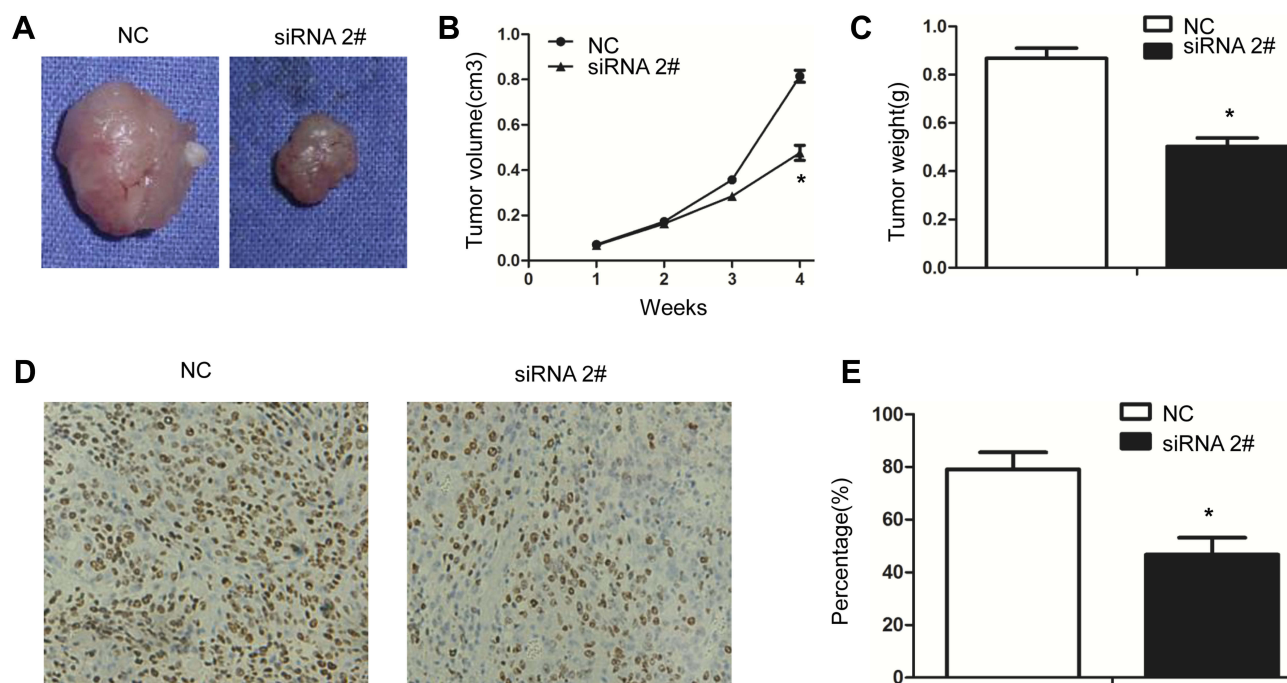 A
NC
siRNA 2#
B
Tumor volume(cm3)
1.0
0.8
0.6
0.4
0.2
0.0
0
1
2
3
4
Weeks
NC
siRNA 2#
*
C
Tumor weight(g)
1.0
0.8
0.6
0.4
0.2
0.0
NC
siRNA 2#
*
D
NC
siRNA 2#
E
Percentage(%)
100
80
60
40
20
0
NC
siRNA 2#
*